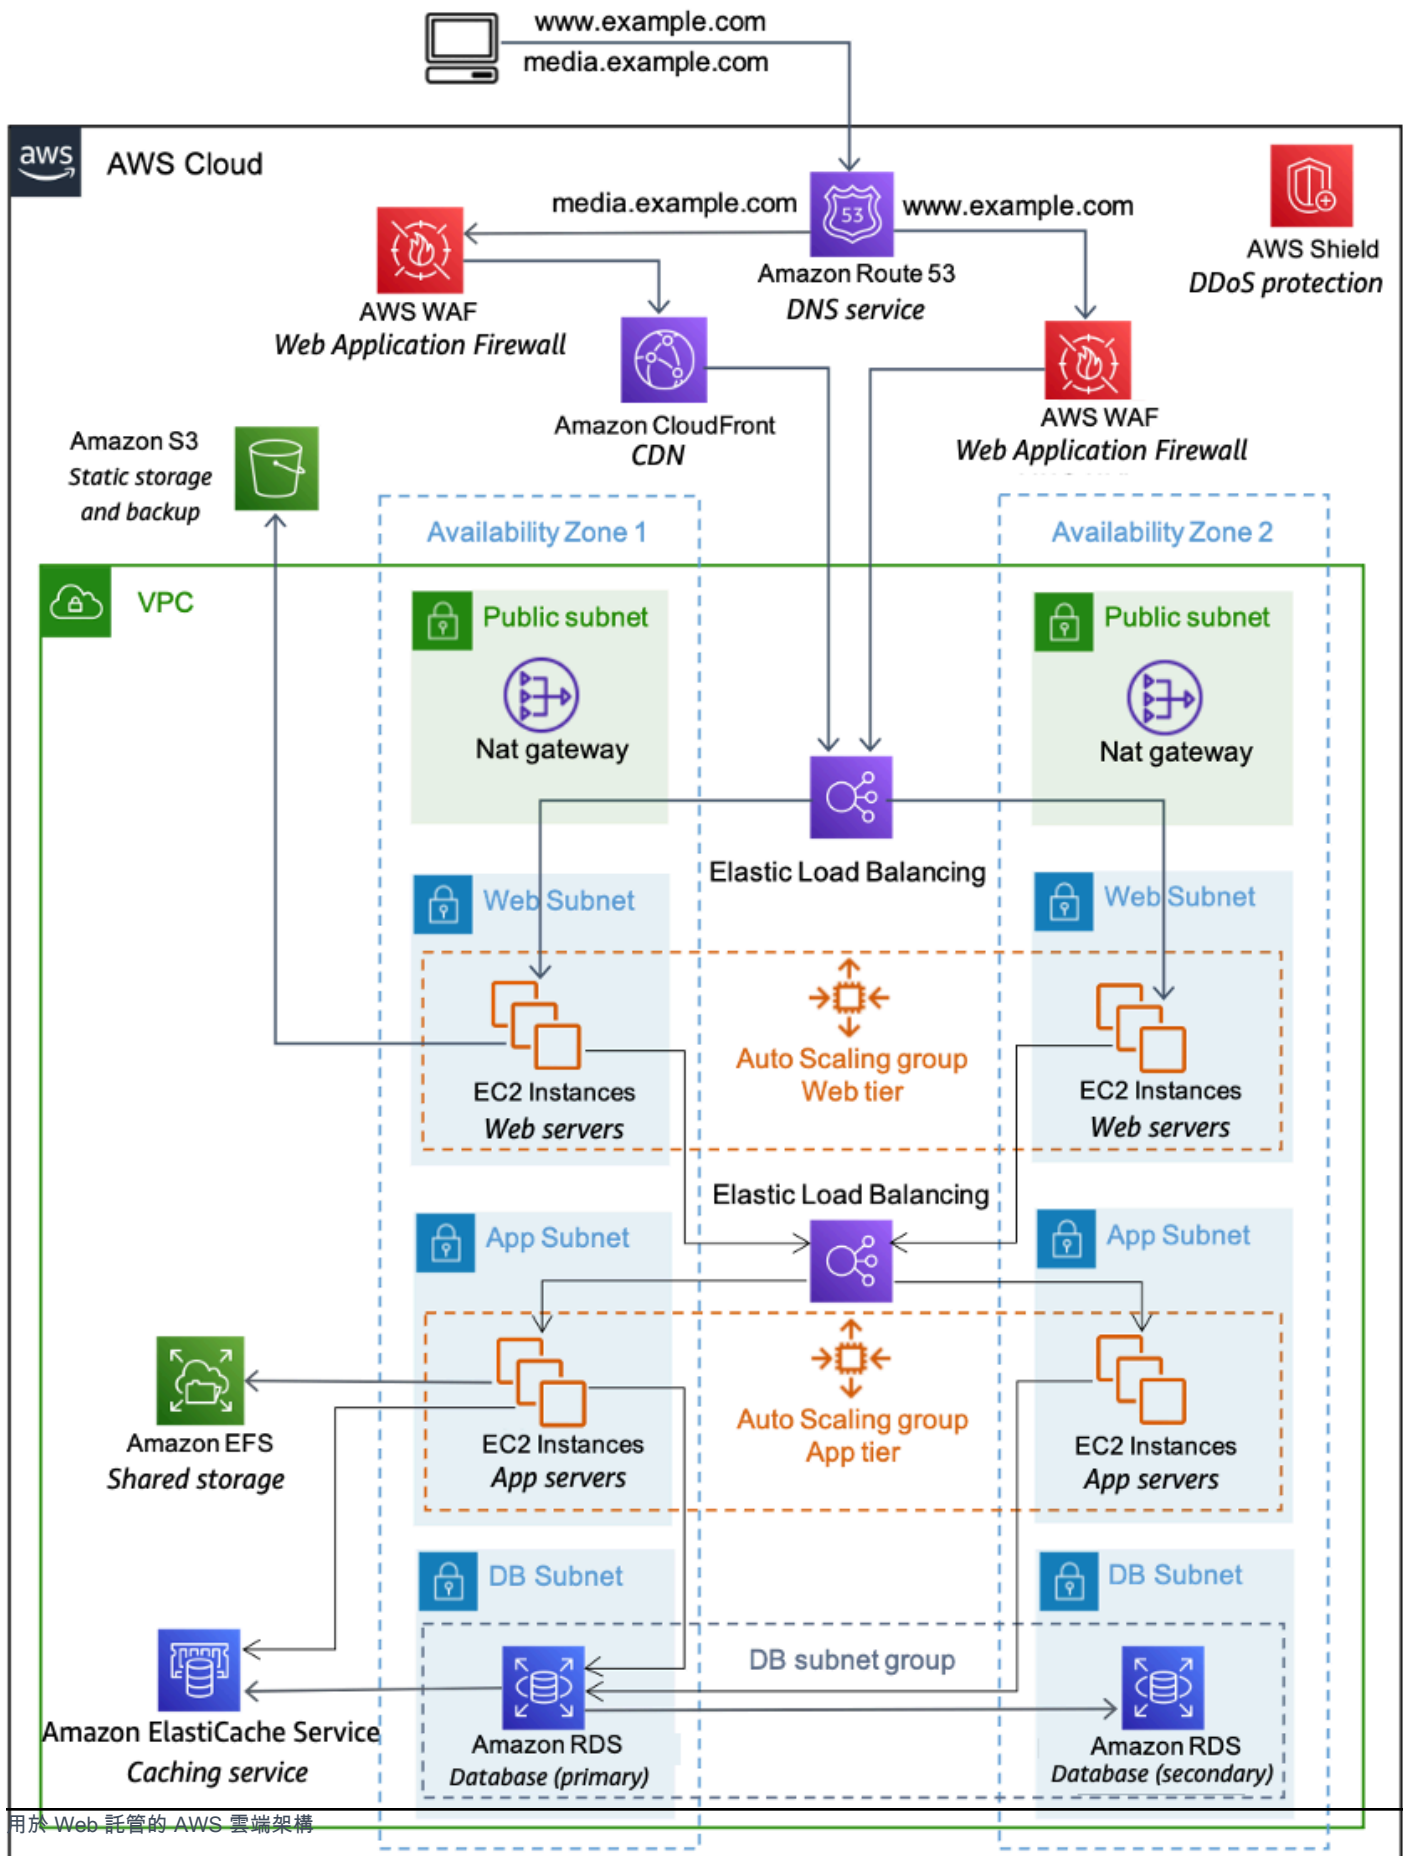 www.example.com
media.example.com
aws
AWS Cloud
media.example.com
53
www.example.com
Amazon Route 53
DNS service
AWS Shield
DDoS protection
AWS WAF
Web Application Firewall
Amazon CloudFront
CDN
AWS WAF
Web Application Firewall
Amazon S3
Static storage
and backup
Availability Zone 1
Availability Zone 2
VPC
Public subnet
Nat gateway
Public subnet
Nat gateway
Elastic Load Balancing
Web Subnet
Web Subnet
EC2 Instances
Web servers
Auto Scaling group
Web tier
EC2 Instances
Web servers
Elastic Load Balancing
App Subnet
App Subnet
Amazon EFS
Shared storage
EC2 Instances
App servers
Auto Scaling group
App tier
EC2 Instances
App servers
DB Subnet
DB Subnet
DB subnet group
Amazon ElastiCache Service
Caching service
Amazon RDS
Database (primary)
Amazon RDS
Database (secondary)
用於 Web 託管的 AWS 雲端架構